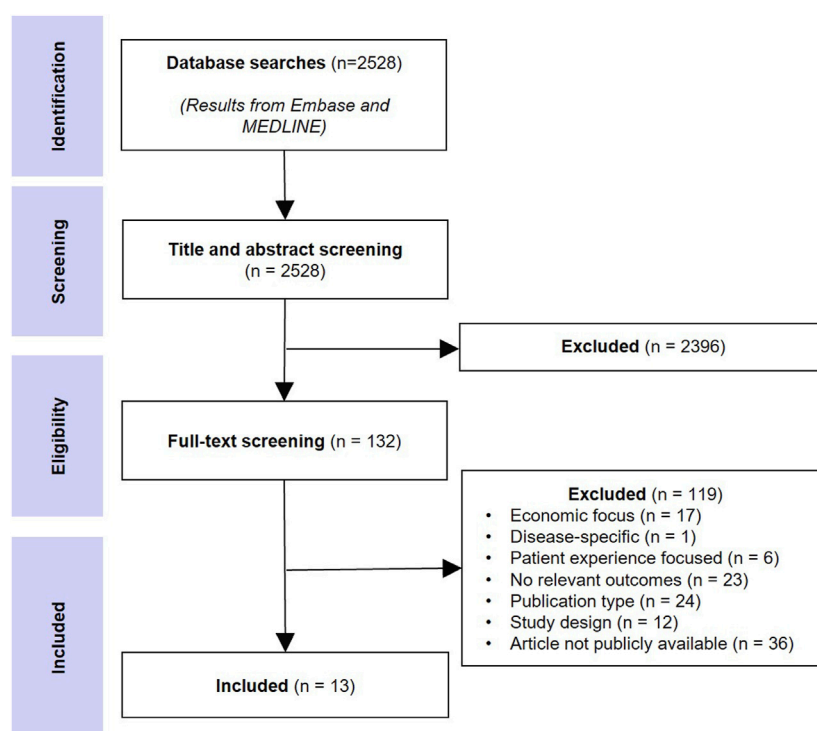 Identification
Database searches (n=2528)
(Results from Embase and
MEDLINE)
Screening
Title and abstract screening
(n = 2528)
Excluded (n = 2396)
Eligibility
Full-text screening (n = 132)
Excluded (n = 119)
• Economic focus (n = 17)
• Disease-specific (n = 1)
• Patient experience focused (n = 6)
• No relevant outcomes (n = 23)
• Publication type (n = 24)
• Study design (n = 12)
• Article not publicly available (n = 36)
Included
Included (n = 13)